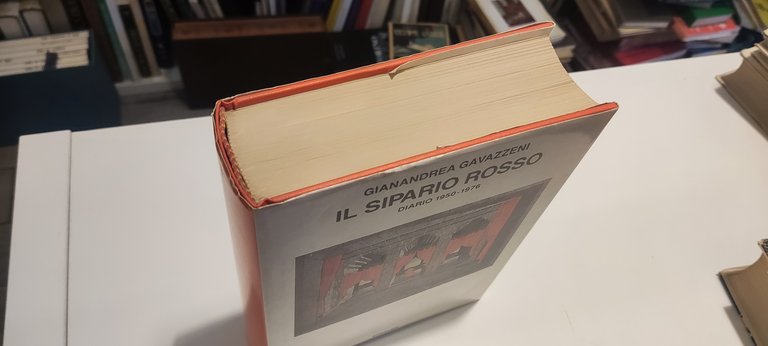 GIANANDREA GAVAZZENI
IL SIPARIO ROSSO
DIARIO 1950-1976